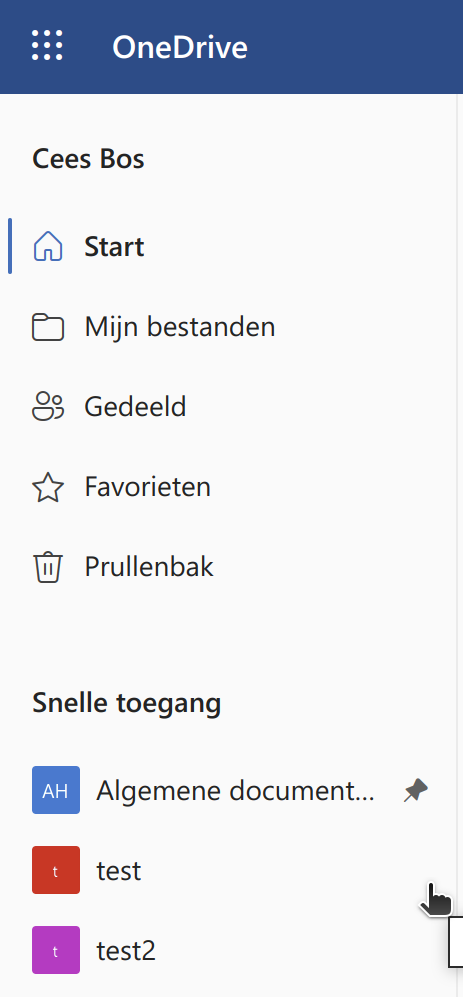 OneDrive
Cees Bos
Start
Mijn bestanden
Gedeeld
Favorieten
Prullenbak
Snelle toegang
AH Algemene document...
t test
t test2